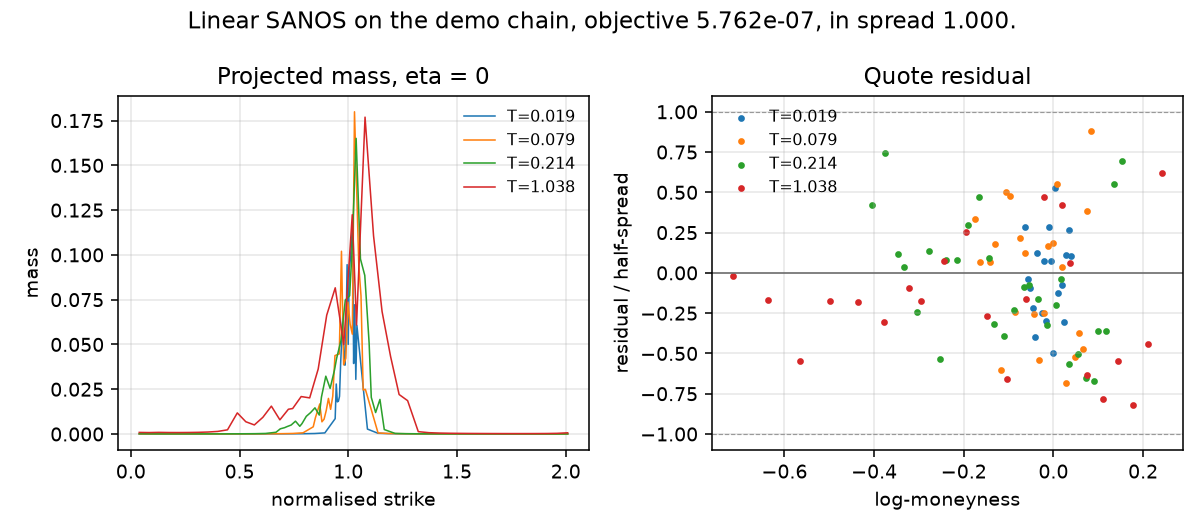 Linear SANOS on the demo chain, objective 5.762e-07, in spread 1.000.
Projected mass, eta = 0
mass
0.175
0.150
0.125
0.100
0.075
0.050
0.025
0.000
T=0.019
T=0.079
T=0.214
T=1.038
0.0
0.5
1.0
1.5
2.0
normalised strike
Quote residual
residual / half-spread
1.00
0.75
0.50
0.25
0.00
−0.25
−0.50
−0.75
−1.00
T=0.019
T=0.079
T=0.214
T=1.038
−0.6
−0.4
−0.2
0.0
0.2
log-moneyness